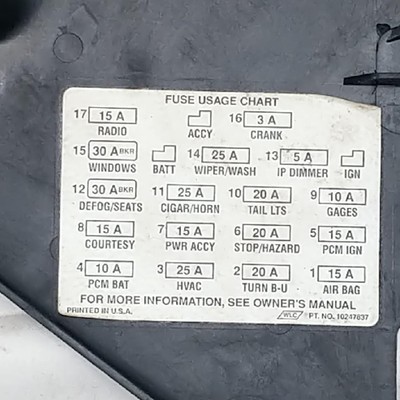 FUSE USAGE CHART
17 15 A 16 3 A
RADIO ACCY CRANK
15 30 A BKR 14 25 A 13 5 A
WINDOWS BATT WIPER/WASH IP DIMMER IGN
12 30 A BKR 11 25 A 10 20 A 9 10 A
DEFOG/SEATS CIGAR/HORN TAIL LTS GAGES
8 15 A 7 15 A 6 20 A 5 15 A
COURTESY PWR ACCY STOP/HAZARD PCM IGN
4 10 A 3 25 A 2 20 A 1 15 A
PCM BAT HVAC TURN B-U AIR BAG
FOR MORE INFORMATION, SEE OWNER'S MANUAL
PRINTED IN U.S.A. WLC PT. NO. 10247837